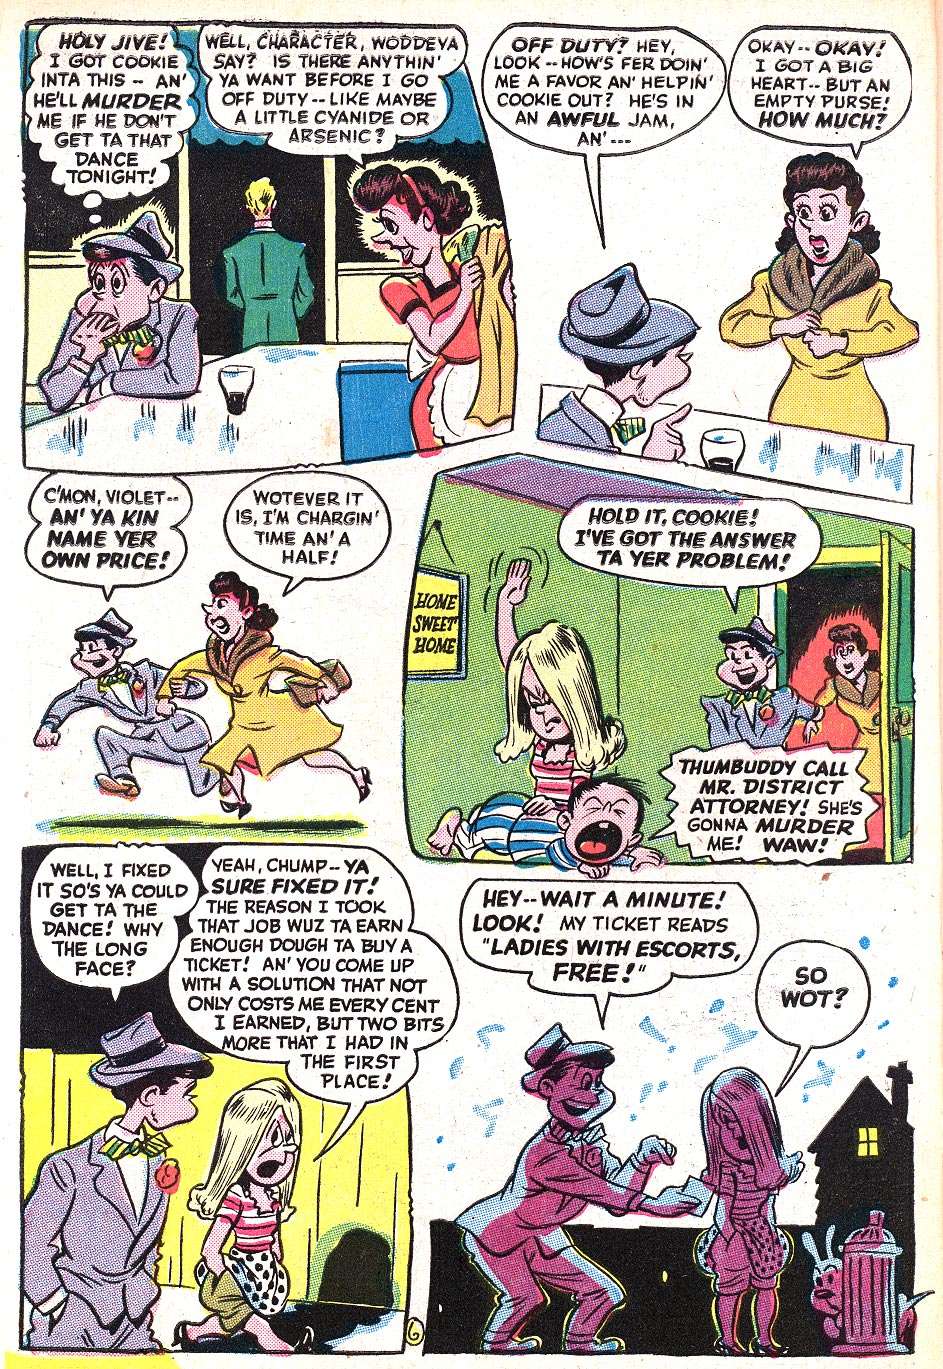 HOLY JIVE!
I GOT COOKIE
INTA THIS -- AN'
HE'LL MURDER
ME IF HE DON'T
GET TA THAT
DANCE
TONIGHT!
WELL, CHARACTER, WODDEYA
SAY? IS THERE ANYTHIN'
YA WANT BEFORE I GO
OFF DUTY -- LIKE MAYBE
A LITTLE CYANIDE OR
ARSENIC?
OFF DUTY? HEY,
LOOK -- HOW'S FER DOIN'
ME A FAVOR AN' HELPIN'
COOKIE OUT? HE'S IN
AN AWFUL JAM,
AN' ---
OKAY -- OKAY!
I GOT A BIG
HEART -- BUT AN
EMPTY PURSE!
HOW MUCH?
C'MON, VIOLET --
AN' YA KIN
NAME YER
OWN PRICE!
WOTEVER IT
IS, I'M CHARGIN'
TIME AN' A
HALF!
HOLD IT, COOKIE!
I'VE GOT THE ANSWER
TA YER PROBLEM!
HOME
SWEET
HOME
THUMBUDDY CALL
MR. DISTRICT
ATTORNEY! SHE'S
GONNA MURDER
ME! WAW!
WELL, I FIXED
IT SO'S YA COULD
GET TA THE
DANCE! WHY
THE LONG
FACE?
YEAH, CHUMP -- YA
SURE FIXED IT!
THE REASON I TOOK
THAT JOB WUZ TA EARN
ENOUGH DOUGH TA BUY A
TICKET! AN' YOU COME UP
WITH A SOLUTION THAT NOT
ONLY COSTS ME EVERY CENT
I EARNED, BUT TWO BITS
MORE THAT I HAD IN
THE FIRST
PLACE!
HEY -- WAIT A MINUTE!
LOOK! MY TICKET READS
"LADIES WITH ESCORTS,
FREE!"
SO
WOT?
6